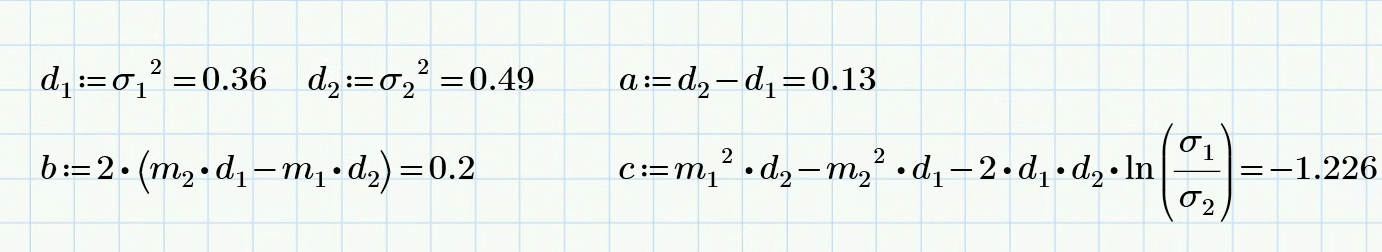 d₁:=σ₁²=0.36 d₂:=σ₂²=0.49 a:=d₂−d₁=0.13
b:=2·(m₂·d₁−m₁·d₂)=0.2 c:=m₁²·d₂−m₂²·d₁−2·d₁·d₂·ln(σ₁/σ₂)=−1.226